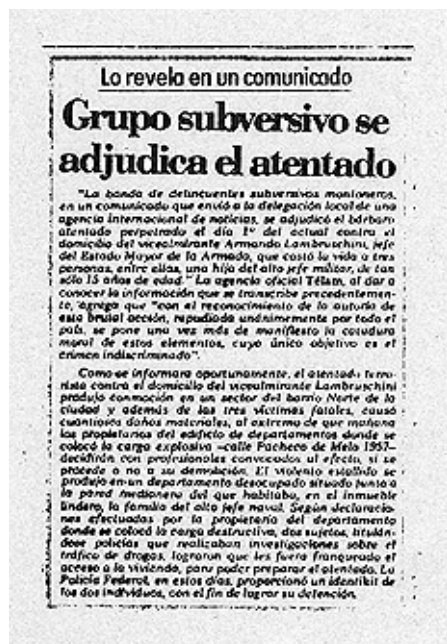 Lo revela en un comunicado
Grupo subversivo se
adjudica el atentado
"La banda de delincuentes subversivos montoneros,
en un comunicado que envió a la delegación local de una
agencia internacional de noticias, se adjudicó el bárbaro
atentado perpetrado el día 1º del actual contra el
domicilio del vicealmirante Armando Lambruschini, jefe
del Estado Mayor de la Armada, que costó la vida a tres
personas, entre ellas, una hija del alto jefe militar, de tan
sólo 15 años de edad." La agencia oficial Télam, al dar a
conocer la información que se transcribe precedentemen-
te, agrega que "con el reconocimiento de la autoría de
esta brutal acción, repudiada unánimemente por todo el
país, se pone una vez más de manifiesto la catadura
moral de estos elementos, cuyo único objetivo es el
crimen indiscriminado".
Como se informara oportunamente, el atentado terro-
rista contra el domicilio del vicealmirante Lambruschini
produjo conmoción en un sector del barrio Norte de la
ciudad y además de las tres víctimas fatales, causó
cuantiosos daños materiales, al extremo de que mañana
los propietarios del edificio de departamentos donde se
colocó la carga explosiva -calle Pacheco de Melo 1957-
decidirán con profesionales convocados al efecto, si se
procede o no a su demolición. El violento estallido se
produjo en un departamento desocupado situado junto a
la pared medianera del que habitaba, en el inmueble
lindero, la familia del alto jefe naval. Según declaracio-
nes efectuadas por la propietaria del departamento
donde se colocó la carga destructiva, dos sujetos, titulán-
dose policías que realizaban investigaciones sobre el
tráfico de drogas, lograron que les fuera franqueado el
acceso a la vivienda, para poder preparar el atentado. La
Policía Federal, en estos días, proporcionó un identikit de
los dos individuos, con el fin de lograr su detención.